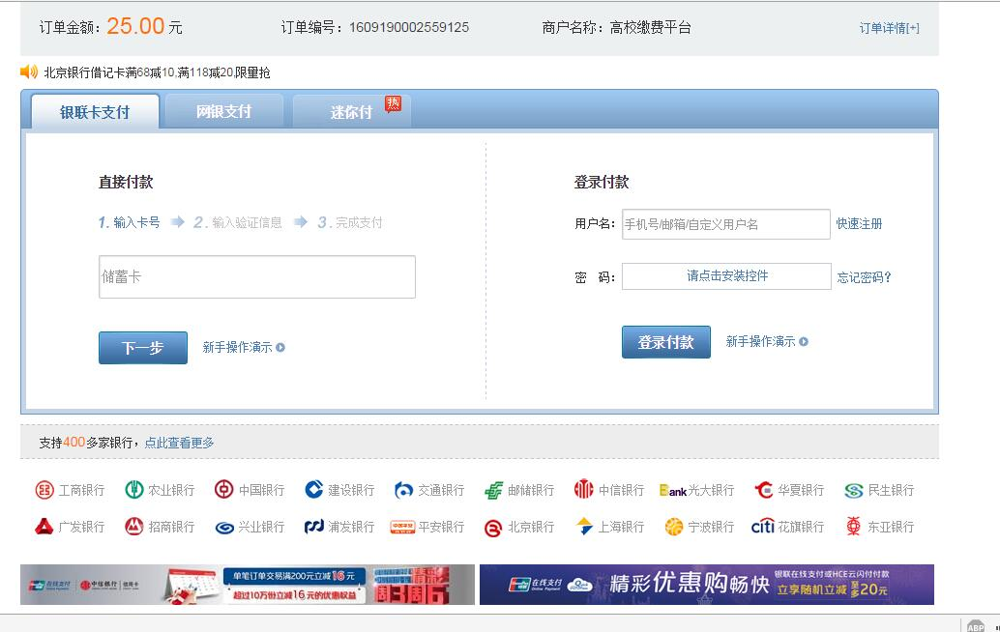 订单金额：25.00 元 订单编号：1609190002559125 商户名称：高校缴费平台 订单详情[+]
北京银行借记卡满68减10,满118减20,限量抢
银联卡支付 网银支付 迷你付 热
直接付款
1. 输入卡号 2. 输入验证信息 3. 完成支付
储蓄卡
下一步 新手操作演示
登录付款
用户名： 手机号/邮箱/自定义用户名 快速注册
密 码： 请点击安装控件 忘记密码?
登录付款 新手操作演示
支持400多家银行，点此查看更多
工商银行 农业银行 中国银行 建设银行 交通银行 邮储银行 中信银行 Bank 光大银行 华夏银行 民生银行
广发银行 招商银行 兴业银行 浦发银行 平安银行 北京银行 上海银行 宁波银行 citi 花旗银行 东亚银行
在线支付 中信银行 信用卡
单笔订单交易满200元立减16元
超过10万份立减16元的优惠权益
周3周6
在线支付 精彩优惠购畅快
银联在线支付或HCE云闪付付款
立享随机立减至多20元
ABP